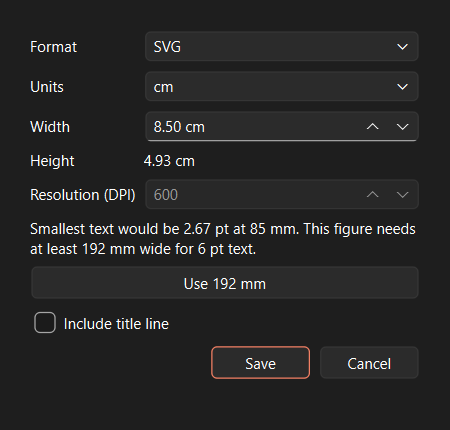 Format SVG
Units cm
Width 8.50 cm
Height 4.93 cm
Resolution (DPI) 600
Smallest text would be 2.67 pt at 85 mm. This figure needs
at least 192 mm wide for 6 pt text.
Use 192 mm
Include title line
Save Cancel